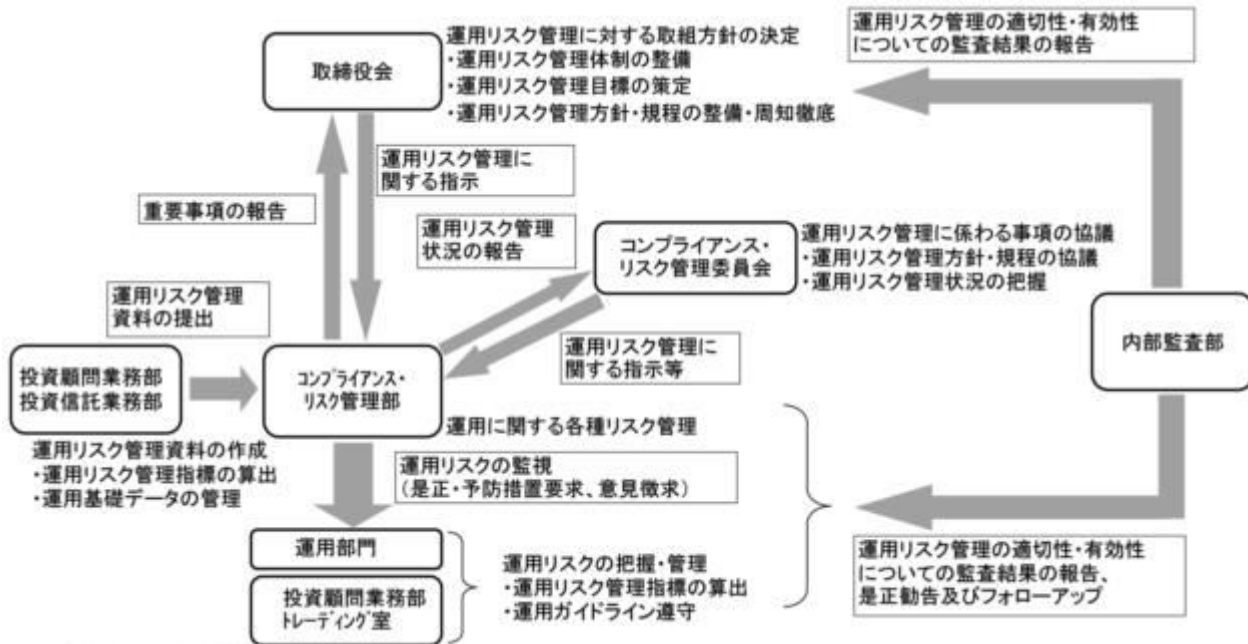 取締役会
運用リスク管理に対する取組方針の決定
・運用リスク管理体制の整備
・運用リスク管理目標の策定
・運用リスク管理方針・規程の整備・周知徹底
運用リスク管理の適切性・有効性
についての監査結果の報告
運用リスク管理に
関する指示
重要事項の報告
運用リスク管理
状況の報告
コンプライアンス・
リスク管理委員会
運用リスク管理に係わる事項の協議
・運用リスク管理方針・規程の協議
・運用リスク管理状況の把握
運用リスク管理
資料の提出
運用リスク管理に
関する指示等
内部監査部
投資顧問業務部
投資信託業務部
コンプライアンス・
リスク管理部
運用リスク管理資料の作成
・運用リスク管理指標の算出
・運用基礎データの管理
運用に関する各種リスク管理
運用リスクの監視
(是正・予防措置要求、意見徴求)
運用部門
投資顧問業務部
トレーディング室
運用リスクの把握・管理
・運用リスク管理指標の算出
・運用ガイドライン遵守
運用リスク管理の適切性・有効性
についての監査結果の報告、
是正勧告及びフォローアップ